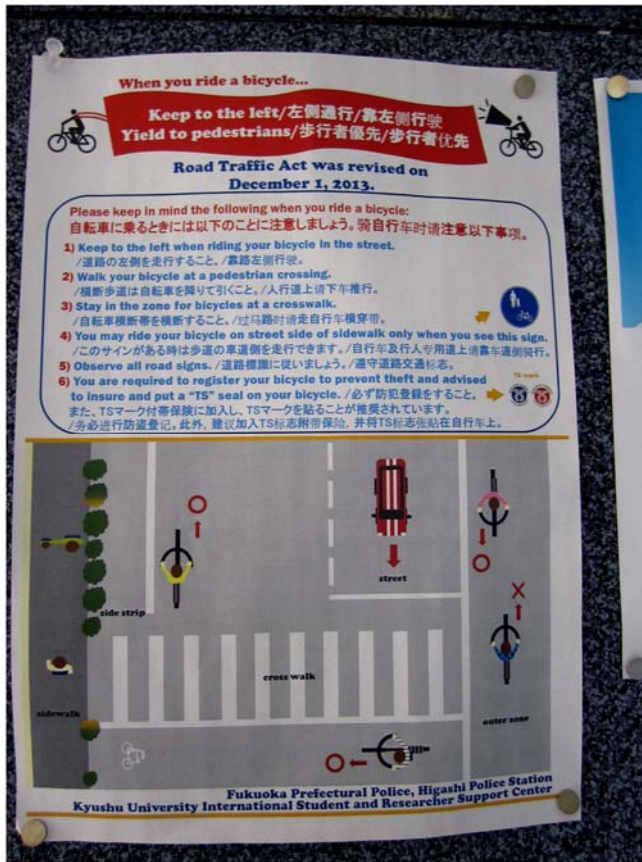 When you ride a bicycle...
Keep to the left/左側通行/靠左侧行驶
Yield to pedestrians/歩行者優先/步行者优先
Road Traffic Act was revised on
December 1, 2013.
Please keep in mind the following when you ride a bicycle:
自転車に乗るときには以下のことに注意しましょう。骑自行车时请注意以下事项。
1) Keep to the left when riding your bicycle in the street.
/道路の左側を走行すること。/靠路左侧行驶。
2) Walk your bicycle at a pedestrian crossing.
/横断歩道は自転車を降りて引くこと。/人行道上请下车推行。
3) Stay in the zone for bicycles at a crosswalk.
/自転車横断帯を横断すること。/过马路时请走自行车横穿带。
4) You may ride your bicycle on street side of sidewalk only when you see this sign.
/このサインがある時は歩道の車道側を走行できます。/自行车及行人专用道上请靠车道侧骑行。
5) Observe all road signs. /道路標識に従いましょう。/遵守道路交通标志。
TS mark
6) You are required to register your bicycle to prevent theft and advised
to insure and put a "TS" seal on your bicycle. /必ず防犯登録をすること。
また、TSマーク付帯保険に加入し、TSマークを貼ることが推奨されています。
/务必进行防盗登记。此外，建议加入TS标志附带保险，并将TS标志张贴在自行车上。
street
side strip
cross walk
sidewalk
outer zone
Fukuoka Prefectural Police, Higashi Police Station
Kyushu University International Student and Researcher Support Center